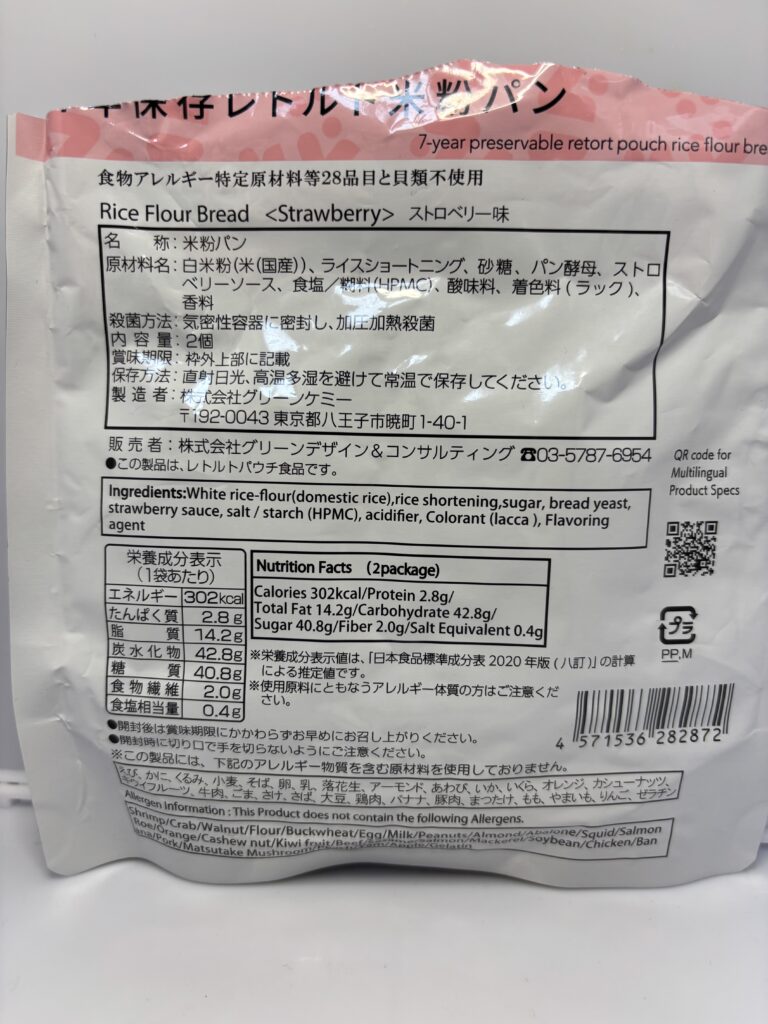 年保存レトルト米粉パン
7-year preservable retort pouch rice flour bre
食物アレルギー特定原材料等28品目と貝類不使用
Rice Flour Bread <Strawberry> ストロベリー味
名 称：米粉パン
原材料名：白米粉(米(国産))、ライスショートニング、砂糖、パン酵母、ストロ
ベリーソース、食塩／糊料(HPMC)、酸味料、着色料(ラック)、
香料
殺菌方法：気密性容器に密封し、加圧加熱殺菌
内容量：2個
賞味期限：枠外上部に記載
保存方法：直射日光、高温多湿を避けて常温で保存してください。
製造者：株式会社グリーンケミー
〒192-0043 東京都八王子市暁町1-40-1
販売者：株式会社グリーンデザイン＆コンサルティング ☎03-5787-6954
●この製品は、レトルトパウチ食品です。
QR code for
Multilingual
Product Specs
Ingredients:White rice-flour(domestic rice),rice shortening,sugar, bread yeast,
strawberry sauce, salt / starch (HPMC), acidifier, Colorant (lacca ), Flavoring
agent
栄養成分表示
(1袋あたり)
エネルギー 302kcal
たんぱく質 2.8g
脂質 14.2g
炭水化物 42.8g
糖質 40.8g
食物繊維 2.0g
食塩相当量 0.4g
Nutrition Facts (2package)
Calories 302kcal/Protein 2.8g/
Total Fat 14.2g/Carbohydrate 42.8g/
Sugar 40.8g/Fiber 2.0g/Salt Equivalent 0.4g
※栄養成分表示値は、「日本食品標準成分表2020年版(八訂)」の計算
による推定値です。
※使用原料にともなうアレルギー体質の方はご注意くだ
さい。
プラ
PP,M
4 571536 282872
●開封後は賞味期限にかかわらずお早めにお召し上がりください。
●開封時に切り口で手を切らないようにご注意ください。
※この製品には、下記のアレルギー物質を含む原材料を使用しておりません。
えび、かに、くるみ、小麦、そば、卵、乳、落花生、アーモンド、あわび、いか、いくら、オレンジ、カシューナッツ、
キウイフルーツ、牛肉、ごま、さけ、さば、大豆、鶏肉、バナナ、豚肉、まつたけ、もも、やまいも、りんご、ゼラチン
Allergen Information : This Product does not contain the following Allergens.
Shrimp/Crab/Walnut/Flour/Buckwheat/Egg/Milk/Peanuts/Almond/Abalone/Squid/Salmon
Roe/Orange/Cashew nut/Kiwi fruit/Beef/Sesame/Salmon/Mackerel/Soybean/Chicken/Ban
ana/Pork/Matsutake Mushroom/Peach/Yam/Apple/Gelatin